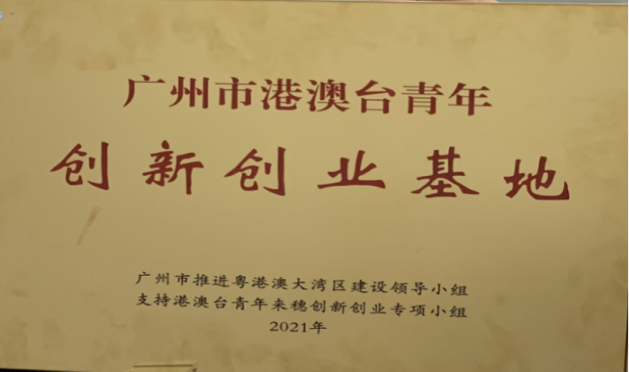 广州市港澳台青年
创新创业基地
广州市推进粤港澳大湾区建设领导小组
支持港澳台青年来穗创新创业专项小组
2021年